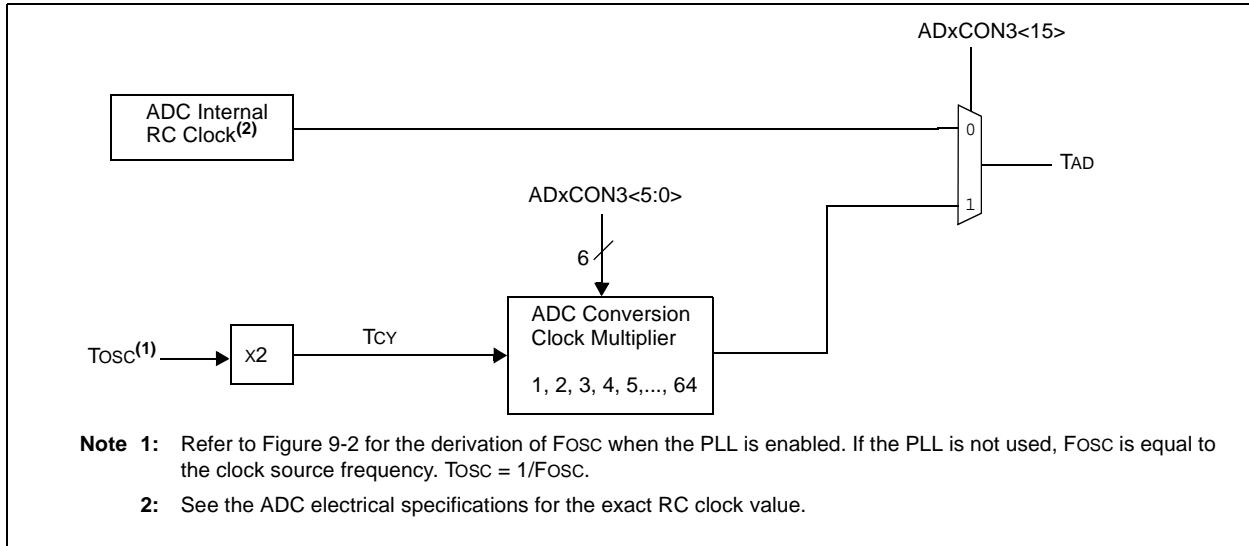 ADxCON3<15>
ADC Internal
RC Clock(2)
0
TAD
ADxCON3<5:0>
1
6
ADC Conversion
Clock Multiplier
TOSC(1)
X2
TCY
1, 2, 3, 4, 5,..., 64
Note 1: Refer to Figure 9-2 for the derivation of FOSC when the PLL is enabled. If the PLL is not used, FOSC is equal to
the clock source frequency. TOSC = 1/FOSC.
2: See the ADC electrical specifications for the exact RC clock value.